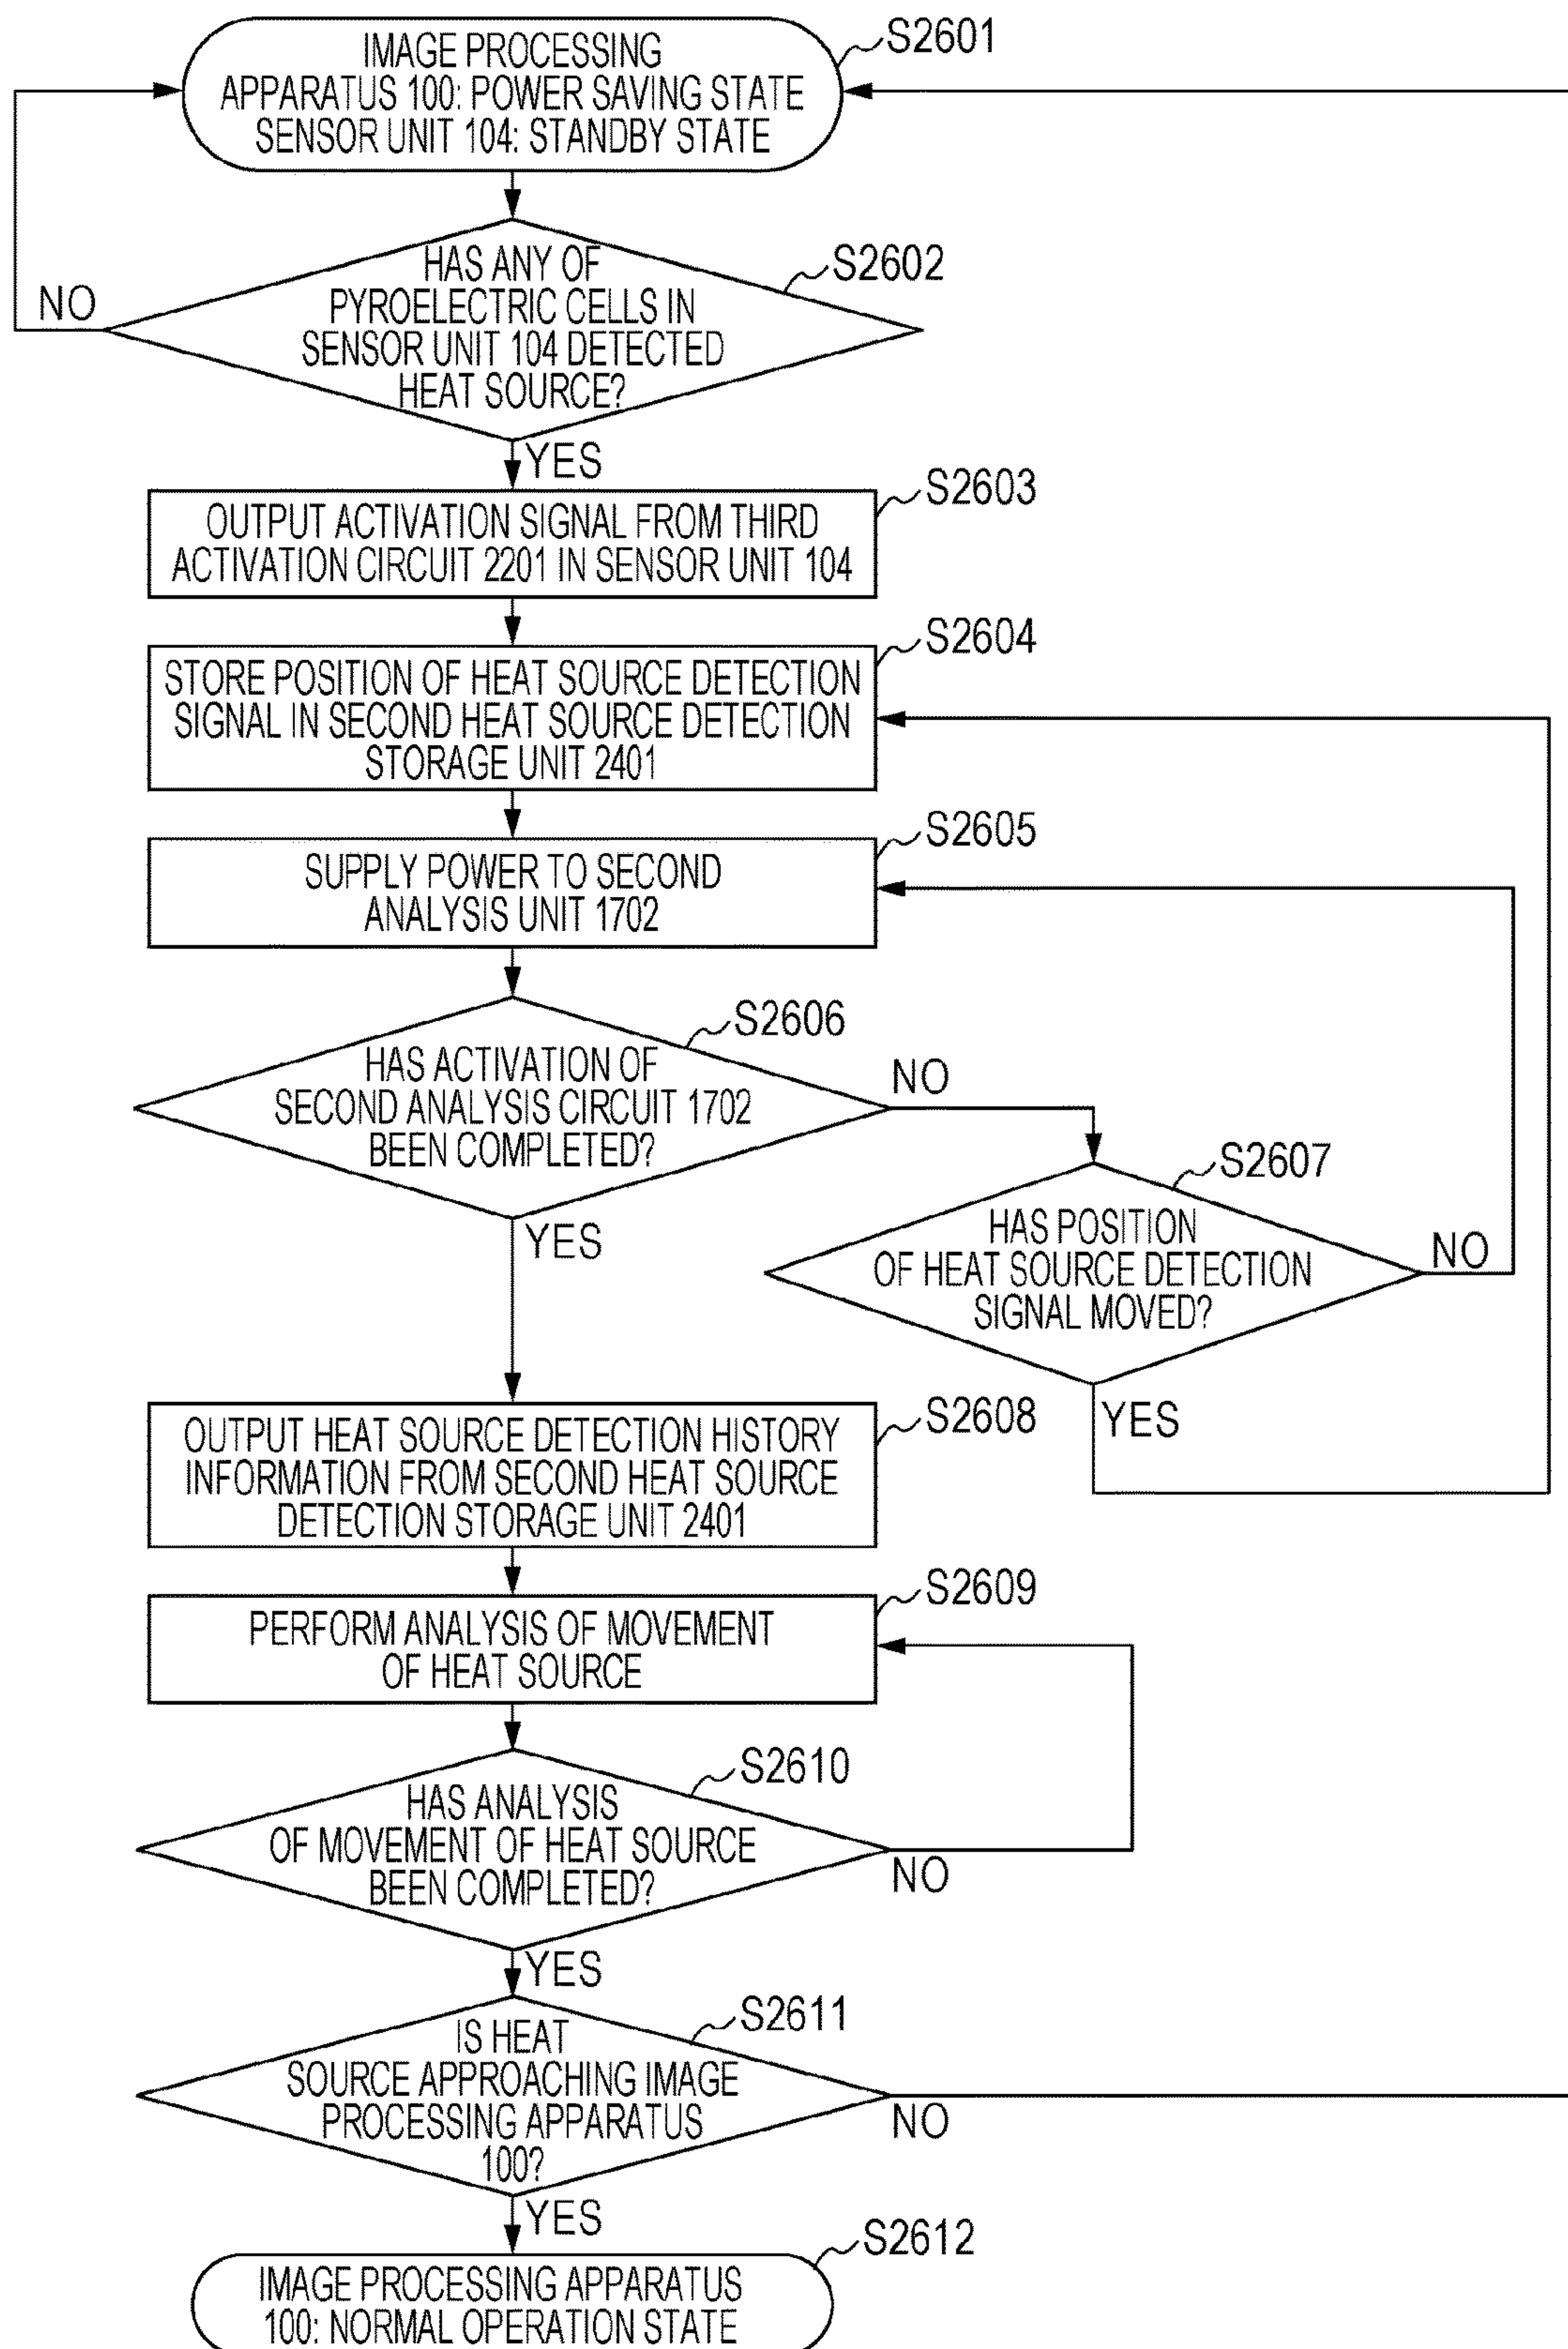 S2601
IMAGE PROCESSING
APPARATUS 100: POWER SAVING STATE
SENSOR UNIT 104: STANDBY STATE
S2602
HAS ANY OF
PYROELECTRIC CELLS IN
SENSOR UNIT 104 DETECTED
HEAT SOURCE?
NO
YES
S2603
OUTPUT ACTIVATION SIGNAL FROM THIRD
ACTIVATION CIRCUIT 2201 IN SENSOR UNIT 104
S2604
STORE POSITION OF HEAT SOURCE DETECTION
SIGNAL IN SECOND HEAT SOURCE DETECTION
STORAGE UNIT 2401
S2605
SUPPLY POWER TO SECOND
ANALYSIS UNIT 1702
S2606
HAS ACTIVATION OF
SECOND ANALYSIS CIRCUIT 1702
BEEN COMPLETED?
NO
YES
S2607
HAS POSITION
OF HEAT SOURCE DETECTION
SIGNAL MOVED?
NO
YES
S2608
OUTPUT HEAT SOURCE DETECTION HISTORY
INFORMATION FROM SECOND HEAT SOURCE
DETECTION STORAGE UNIT 2401
S2609
PERFORM ANALYSIS OF MOVEMENT
OF HEAT SOURCE
S2610
HAS ANALYSIS
OF MOVEMENT OF HEAT SOURCE
BEEN COMPLETED?
NO
YES
S2611
IS HEAT
SOURCE APPROACHING IMAGE
PROCESSING APPARATUS
100?
NO
YES
S2612
IMAGE PROCESSING APPARATUS
100: NORMAL OPERATION STATE